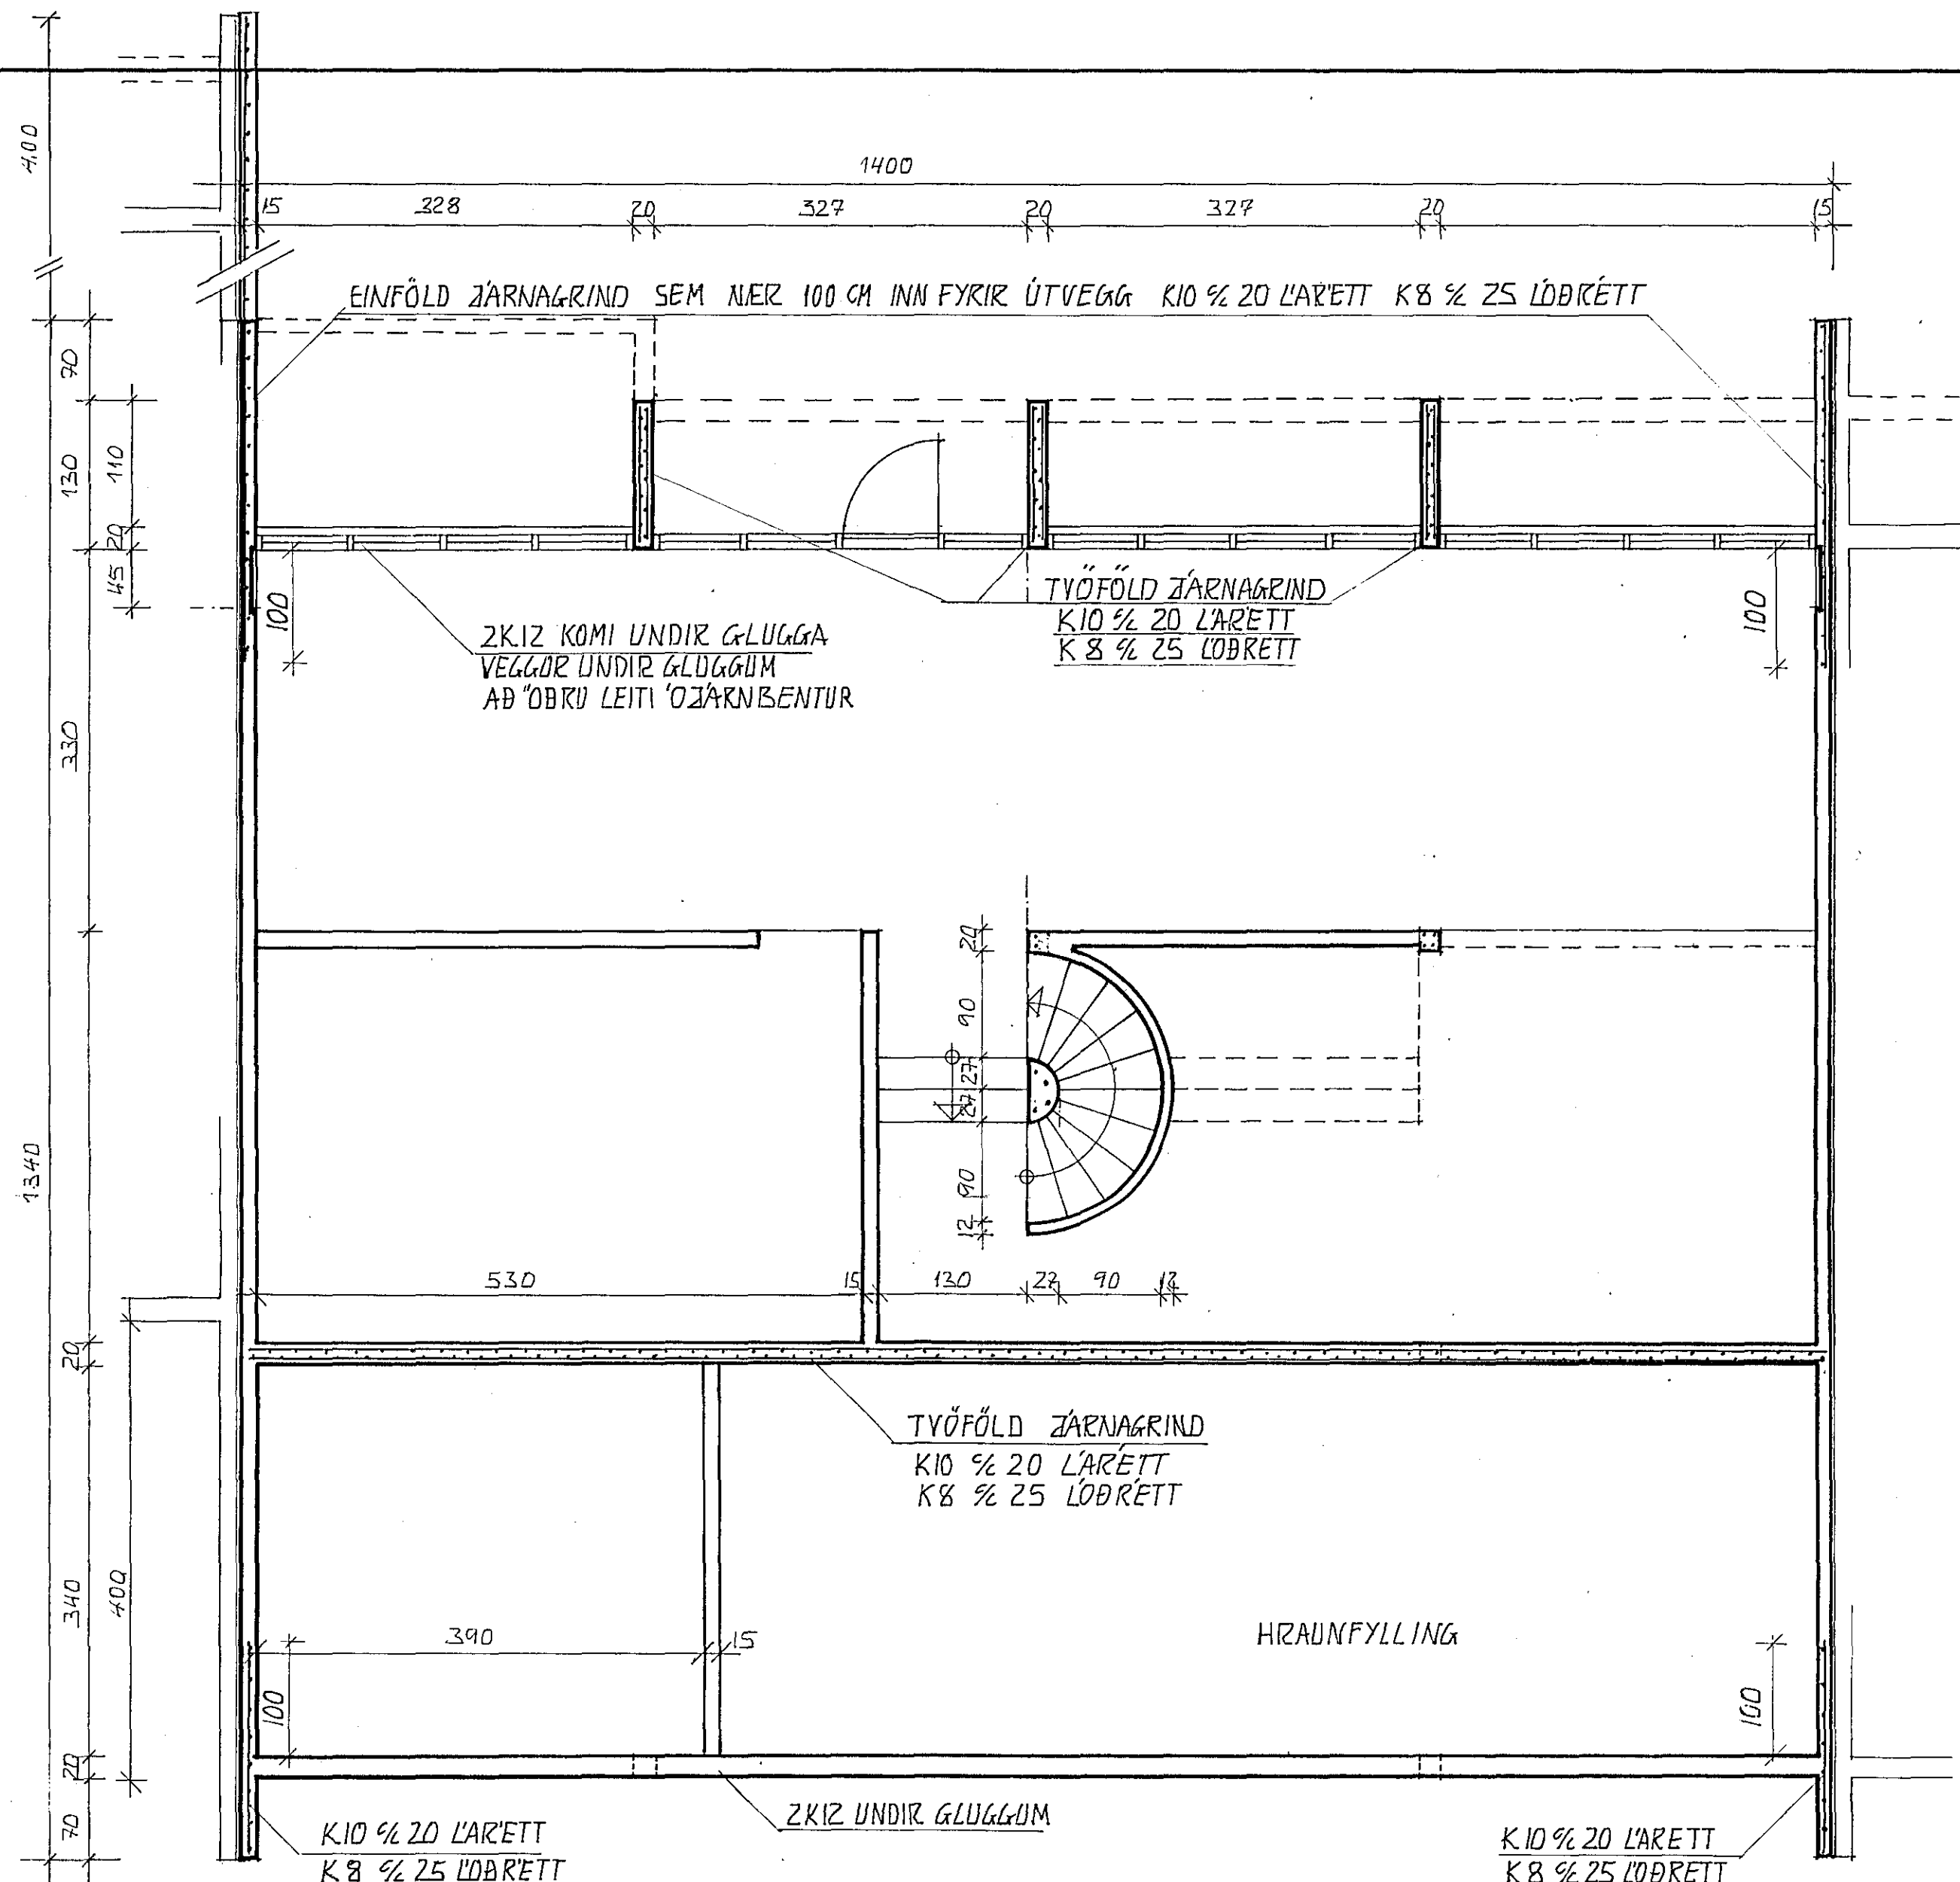 400
1400
15 328 20 327 20 327 20 15
EINFÖLD JÁRNAGRIND SEM NÆR 100 CM INN FYRIR ÚTVEGG K10 c/c 20 LÁRÉTT K8 c/c 25 LÓÐRÉTT
70
130
110
20
45
100
100
TVÖFÖLD JÁRNAGRIND
K10 c/c 20 LÁRÉTT
K8 c/c 25 LÓÐRÉTT
2K12 KOMI UNDIR GLUGGA
VEGGUR UNDIR GLUGGUM
AÐ ÖÐRU LEITI ÓJÁRNBENTUR
330
20
90
27
27
90
12
1340
530 15 130 27 90 12
20
TVÖFÖLD JÁRNAGRIND
K10 c/c 20 LÁRÉTT
K8 c/c 25 LÓÐRÉTT
340
400
390 15
HRAUNFYLLING
100
100
20
70
2K12 UNDIR GLUGGUM
K10 c/c 20 LÁRÉTT
K8 c/c 25 LÓÐRÉTT
K10 c/c 20 LÁRÉTT
K8 c/c 25 LÓÐRÉTT